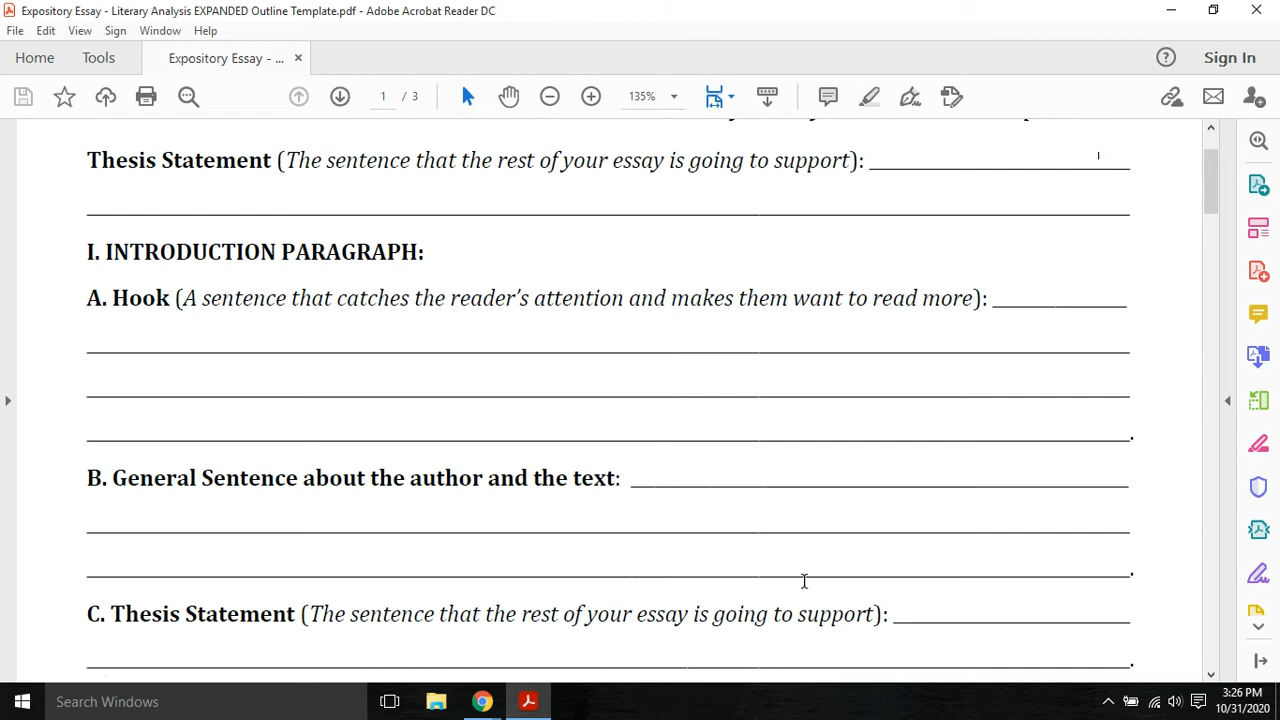 Expository Essay - Literary Analysis EXPANDED Outline Template.pdf - Adobe Acrobat Reader DC
File Edit View Sign Window Help
Home Tools Expository Essay - ... × Sign In
1 / 3 135%
Thesis Statement (The sentence that the rest of your essay is going to support): ____________________
I. INTRODUCTION PARAGRAPH:
A. Hook (A sentence that catches the reader's attention and makes them want to read more): ____________
.
B. General Sentence about the author and the text: ____________________
.
C. Thesis Statement (The sentence that the rest of your essay is going to support): ____________________
.
Search Windows
3:26 PM
10/31/2020